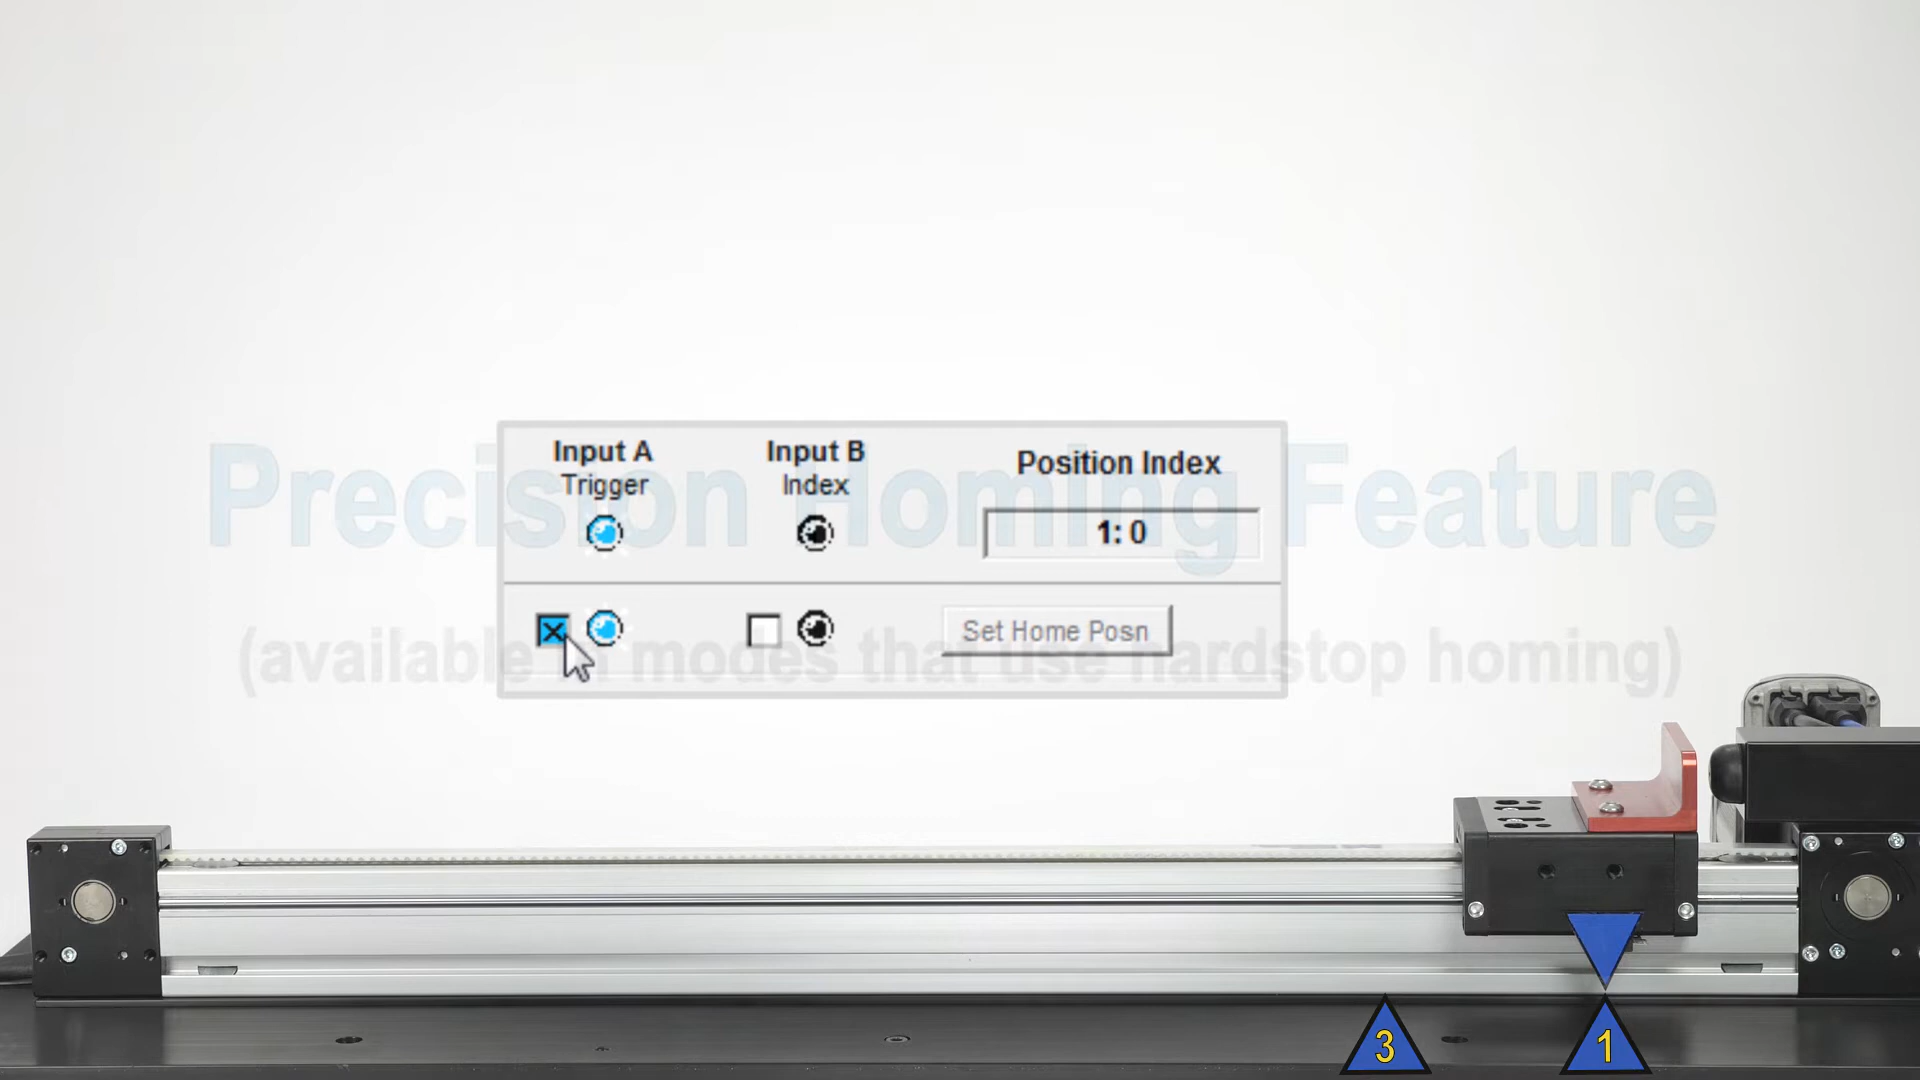 Precision Homing Feature
(available in modes that use hardstop homing)
Input A
Trigger
Input B
Index
Position Index
1: 0
Set Home Posn
3
1